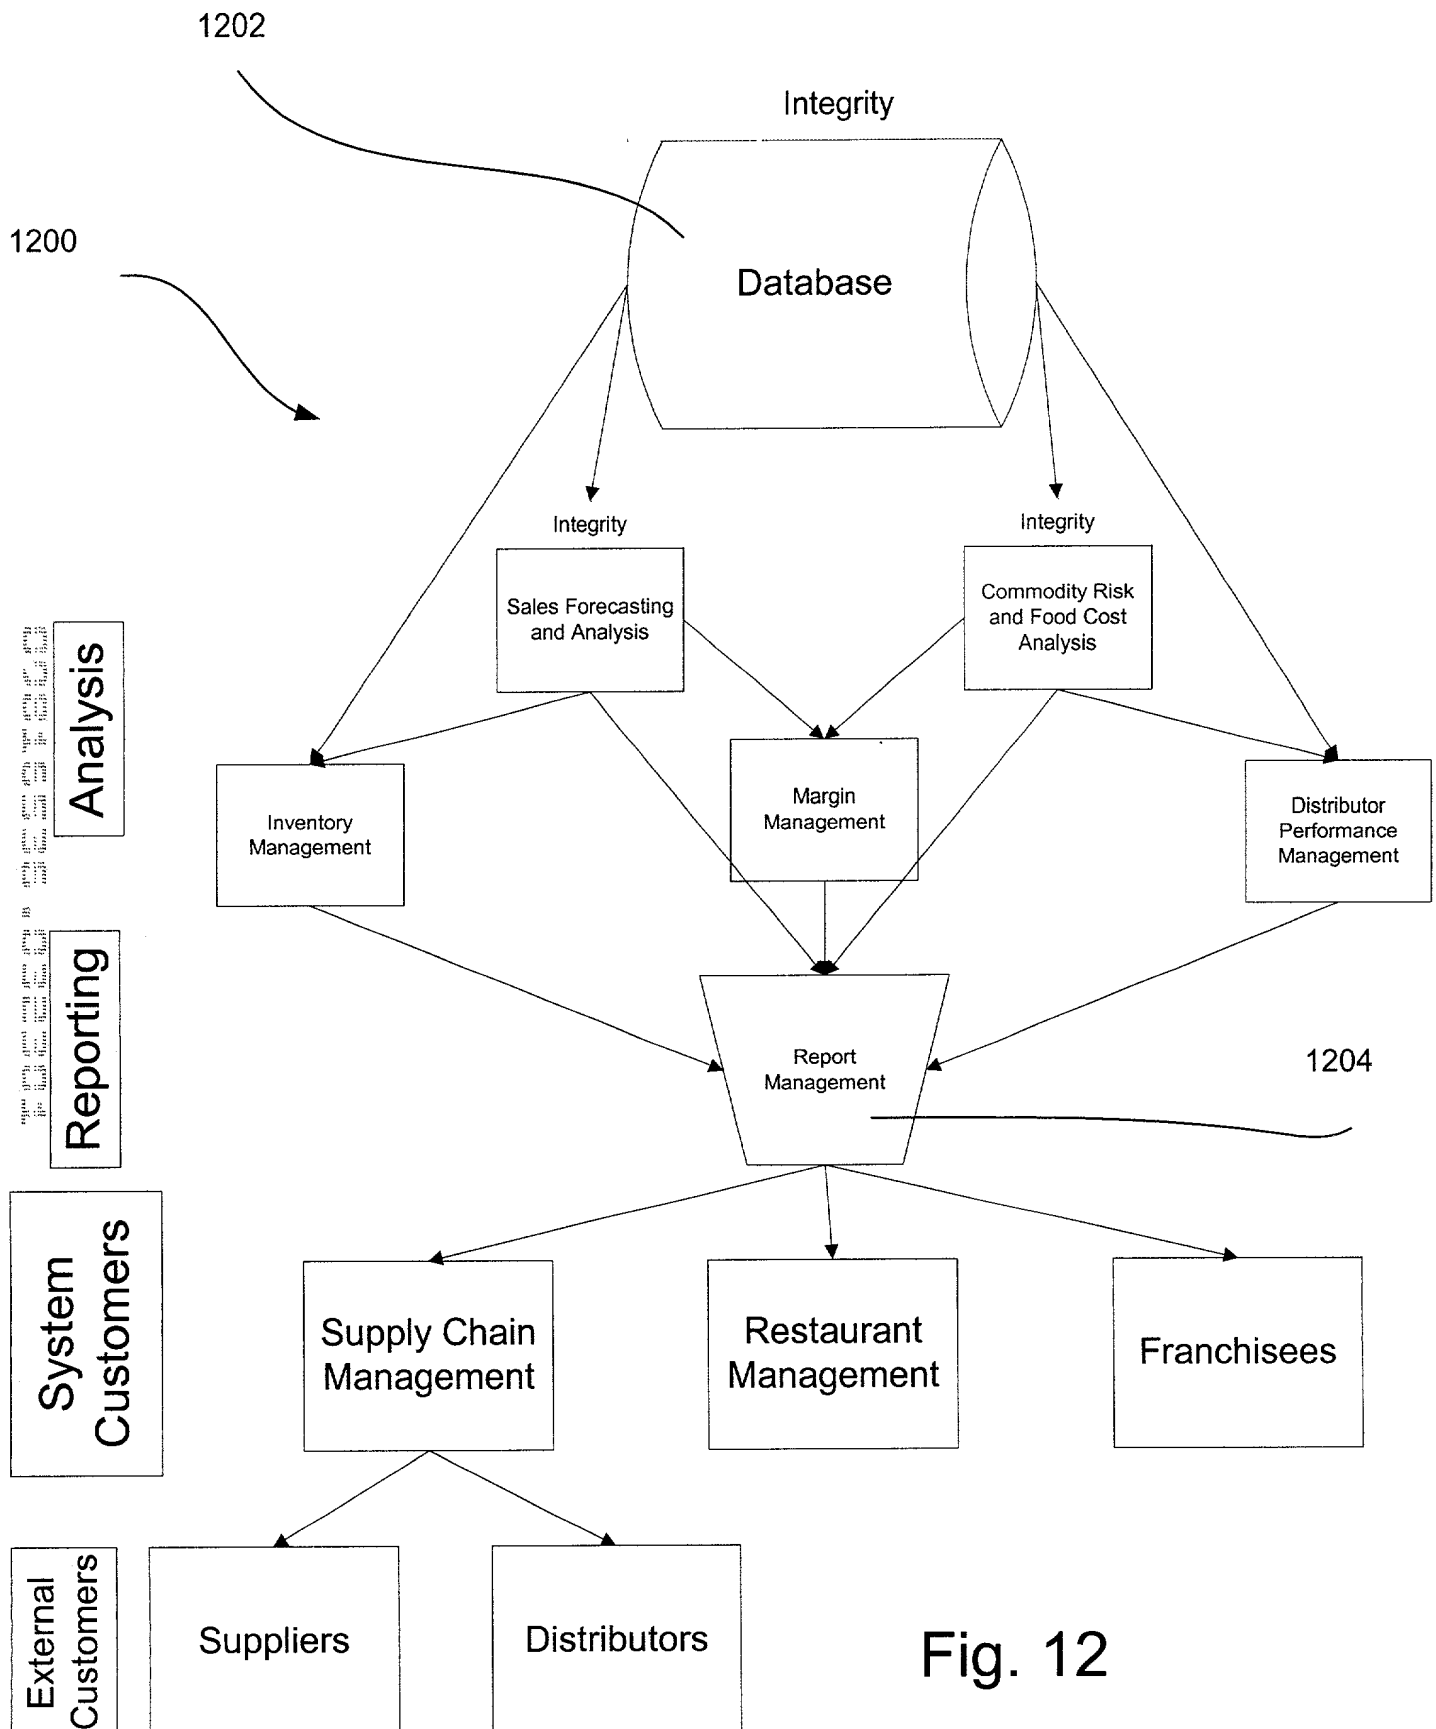 1202
Integrity
1200
Database
Integrity
Integrity
Sales Forecasting
and Analysis
Commodity Risk
and Food Cost
Analysis
Analysis
Inventory
Management
Margin
Management
Distributor
Performance
Management
Reporting
Report
Management
1204
System
Customers
Supply Chain
Management
Restaurant
Management
Franchisees
External
Customers
Suppliers
Distributors
Fig. 12